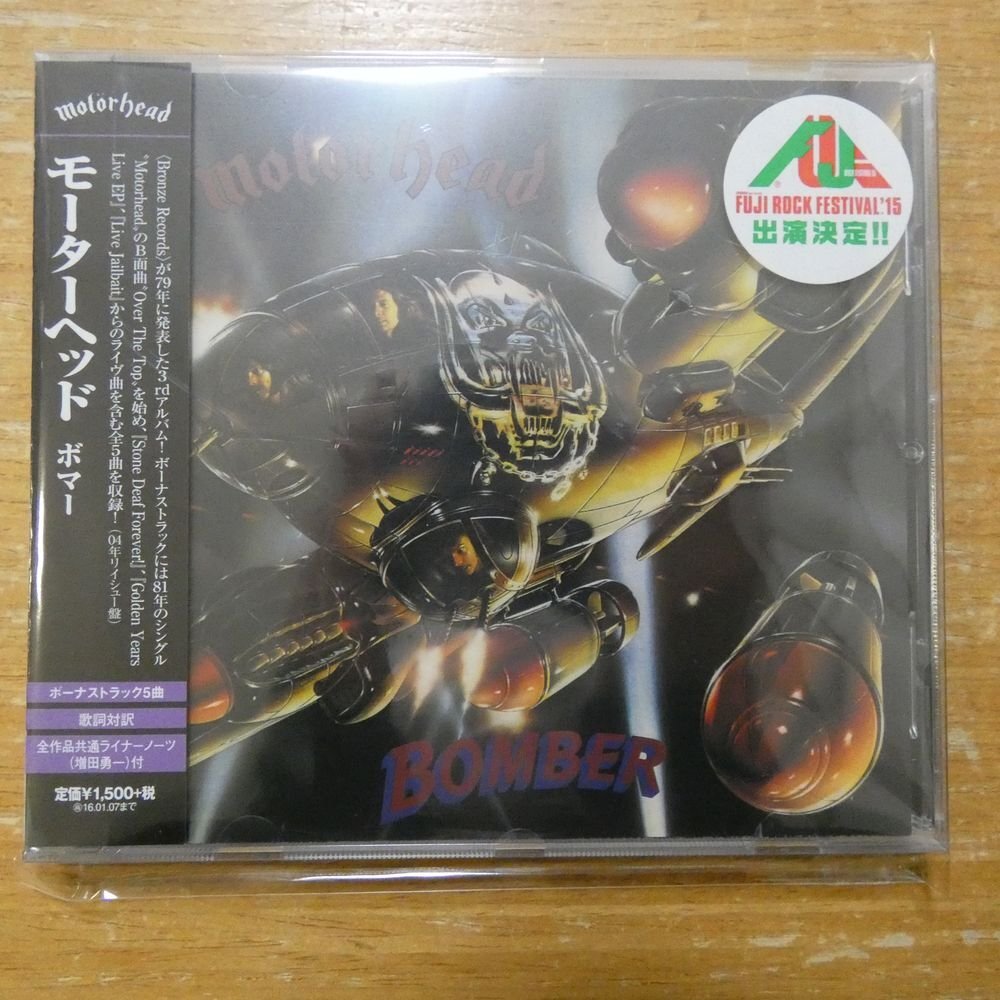 motörhead
モーターヘッド ボマー
〈Bronze Records〉が79年に発表した3rdアルバム！ ボーナストラックには81年のシングル
“Motorhead”のB面曲“Over The Top”を始め、『Stone Deaf Forever!』、『Golden Years
Live EP』、『Live Jailbait』からのライヴ曲を含む全5曲を収録！（04年リイシュー盤）
ボーナストラック5曲
歌詞対訳
全作品共通ライナーノーツ
(増田勇一)付
定価¥1,500+税
㊢16.01.07まで
motörhead
FUJI ROCK FESTIVAL'15
出演決定!!
BOMBER